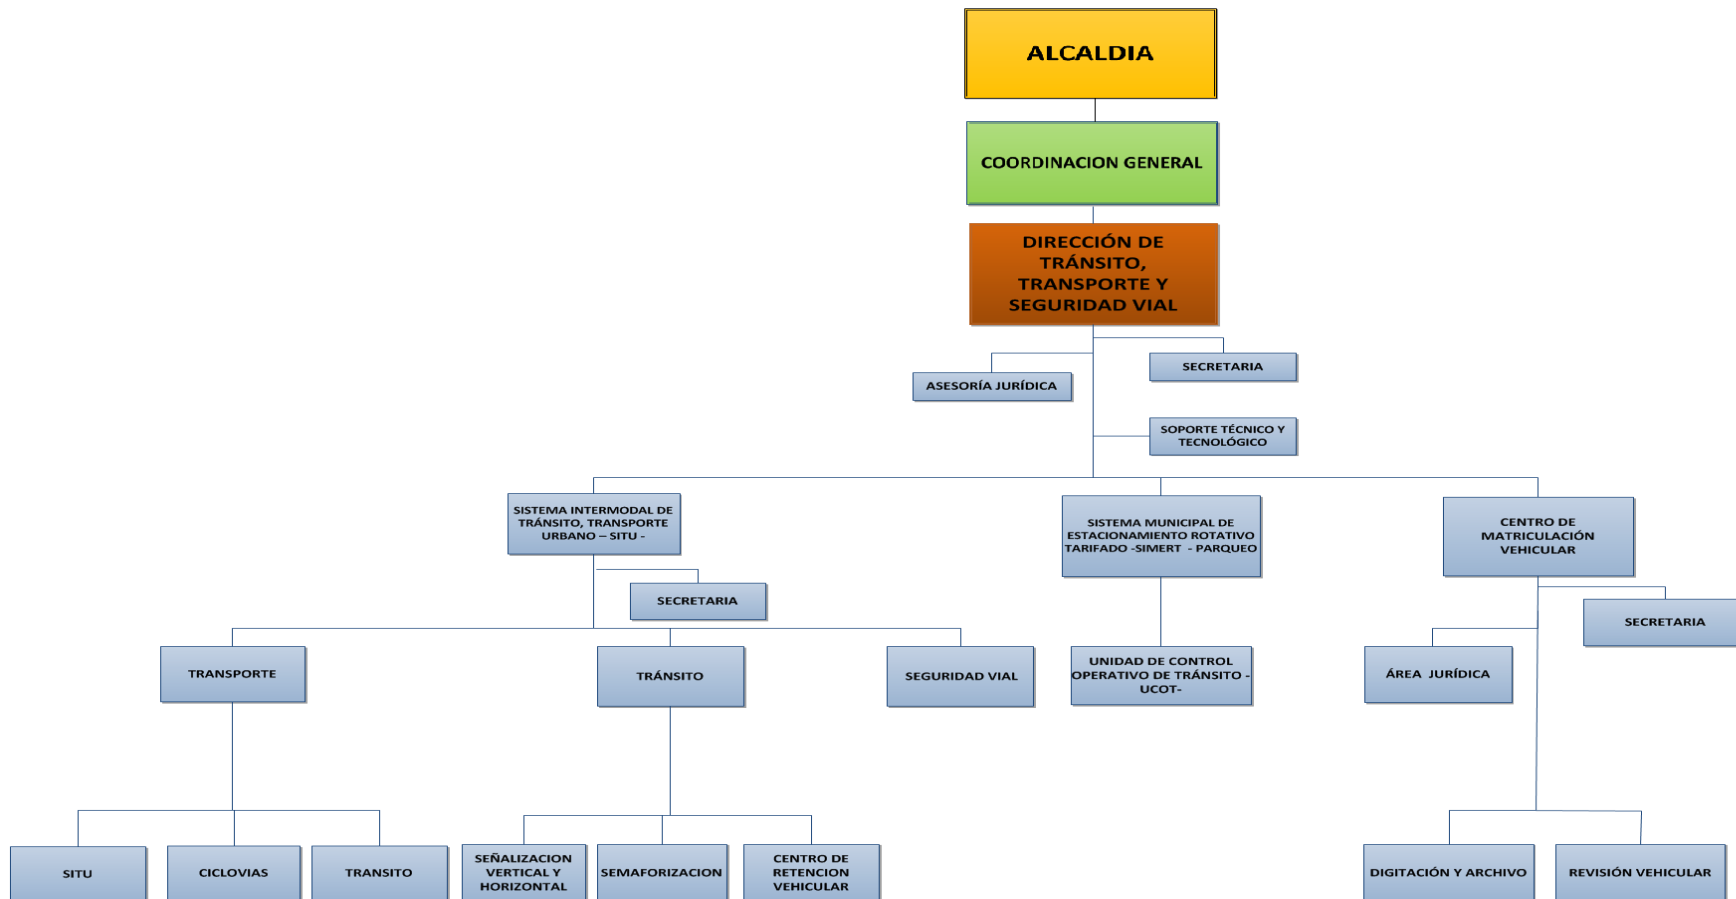 ALCALDIA
COORDINACION GENERAL
DIRECCIÓN DE
TRÁNSITO,
TRANSPORTE Y
SEGURIDAD VIAL
SECRETARIA
ASESORÍA JURÍDICA
SOPORTE TÉCNICO Y
TECNOLÓGICO
SISTEMA INTERMODAL DE
TRÁNSITO, TRANSPORTE
URBANO – SITU -
SISTEMA MUNICIPAL DE
ESTACIONAMIENTO ROTATIVO
TARIFADO -SIMERT - PARQUEO
CENTRO DE
MATRICULACIÓN
VEHICULAR
SECRETARIA
SECRETARIA
TRANSPORTE
TRÁNSITO
SEGURIDAD VIAL
UNIDAD DE CONTROL
OPERATIVO DE TRÁNSITO -
UCOT-
ÁREA JURÍDICA
SITU
CICLOVIAS
TRANSITO
SEÑALIZACION
VERTICAL Y
HORIZONTAL
SEMAFORIZACION
CENTRO DE
RETENCION
VEHICULAR
DIGITACIÓN Y ARCHIVO
REVISIÓN VEHICULAR